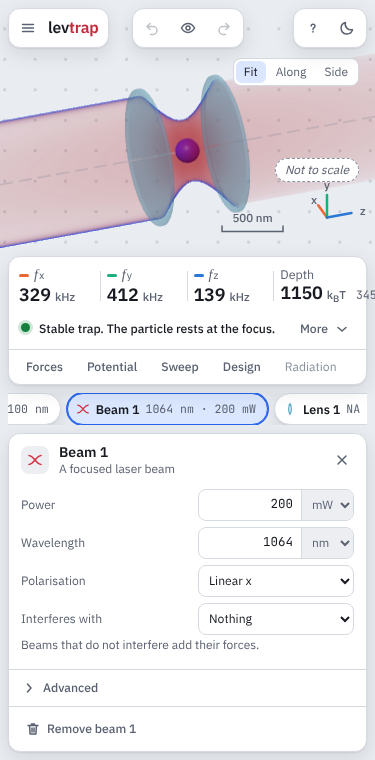 levtrap
?
Fit Along Side
Not to scale
y
x
z
500 nm
fx fy fz Depth
329 kHz 412 kHz 139 kHz 1150 kBT 345
Stable trap. The particle rests at the focus. More
Forces Potential Sweep Design Radiation
100 nm Beam 1 1064 nm · 200 mW Lens 1 NA
Beam 1
A focused laser beam
Power 200 mW
Wavelength 1064 nm
Polarisation Linear x
Interferes with Nothing
Beams that do not interfere add their forces.
Advanced
Remove beam 1